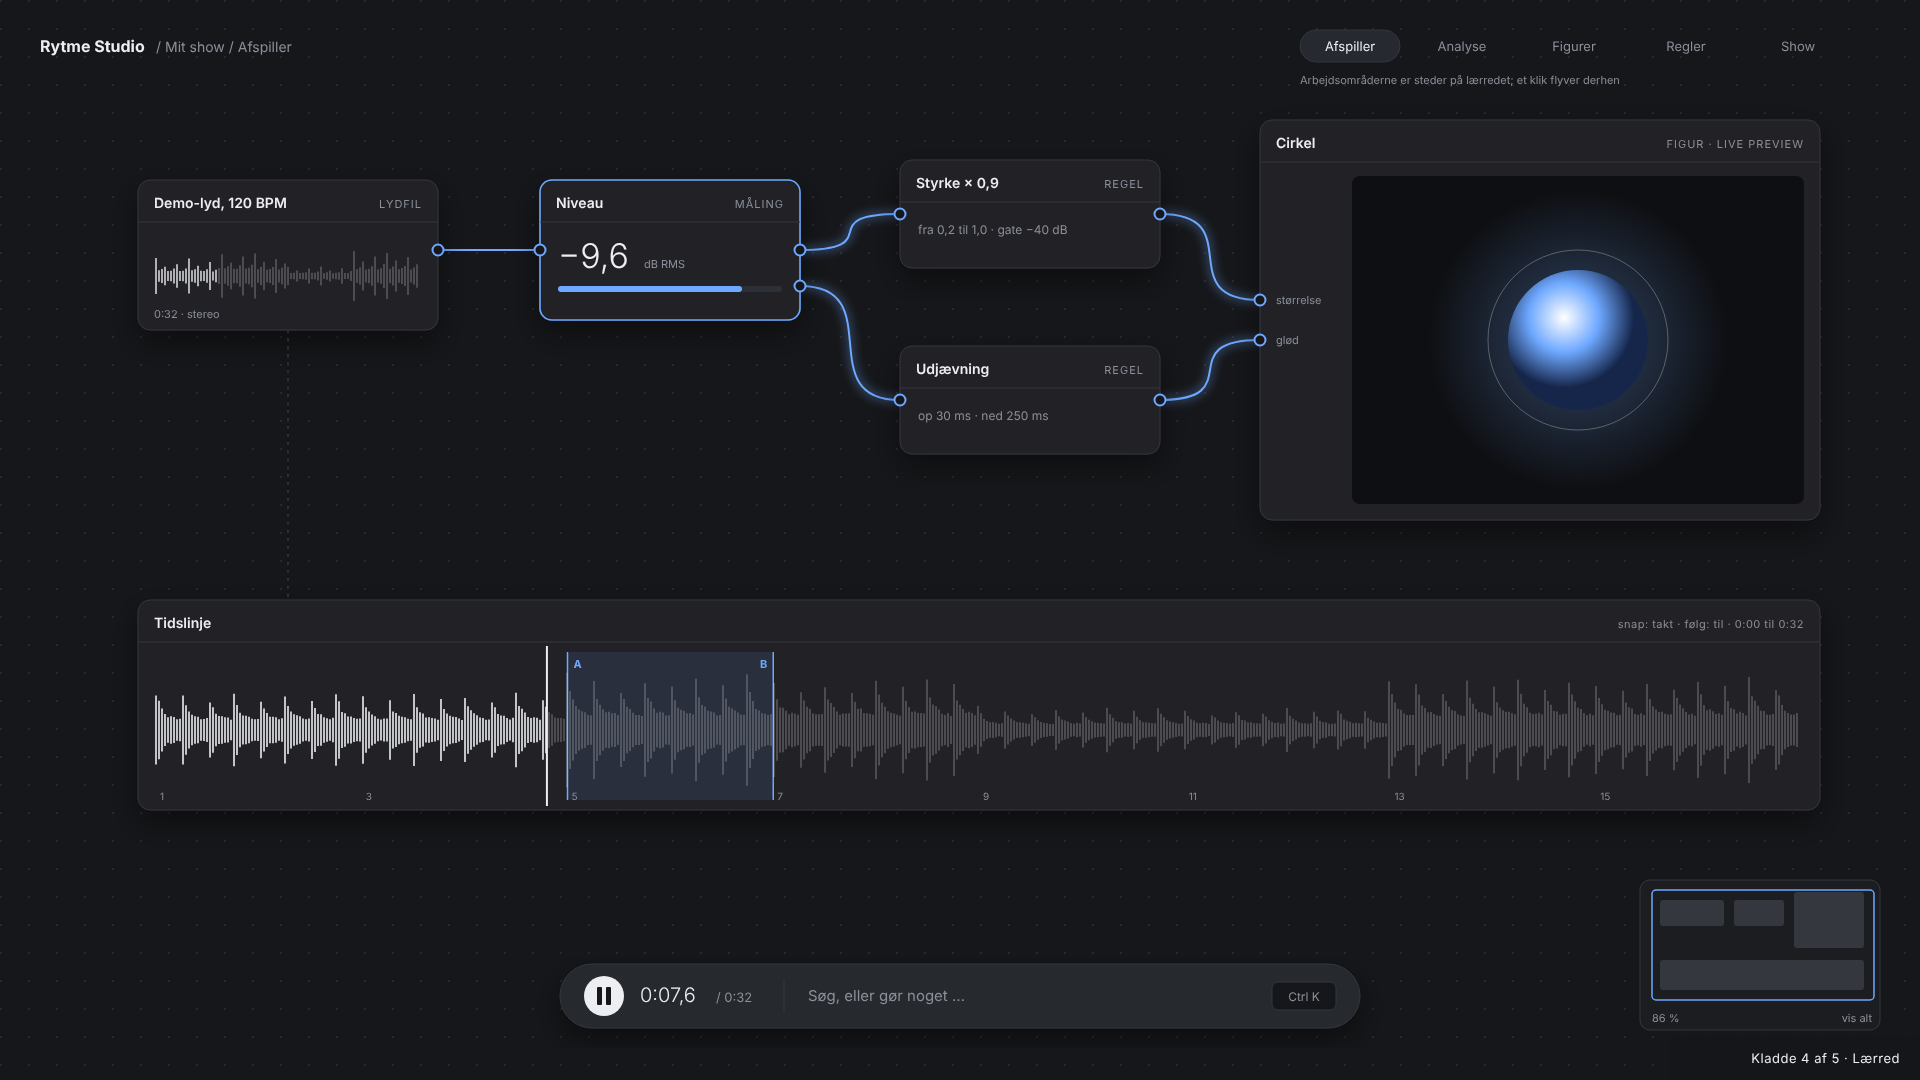 Rytme Studio / Mit show / Afspiller
Afspiller Analyse Figurer Regler Show
Arbejdsområderne er steder på lærredet; et klik flyver derhen
Demo-lyd, 120 BPM LYDFIL
0:32 · stereo
Niveau MÅLING
−9,6 dB RMS
Styrke × 0,9 REGEL
fra 0,2 til 1,0 · gate −40 dB
Udjævning REGEL
op 30 ms · ned 250 ms
Cirkel FIGUR · LIVE PREVIEW
størrelse
glød
Tidslinje snap: takt · følg: til · 0:00 til 0:32
A B
1 3 5 7 9 11 13 15
0:07,6 / 0:32 Søg, eller gør noget ... Ctrl K
86 % vis alt
Kladde 4 af 5 · Lærred